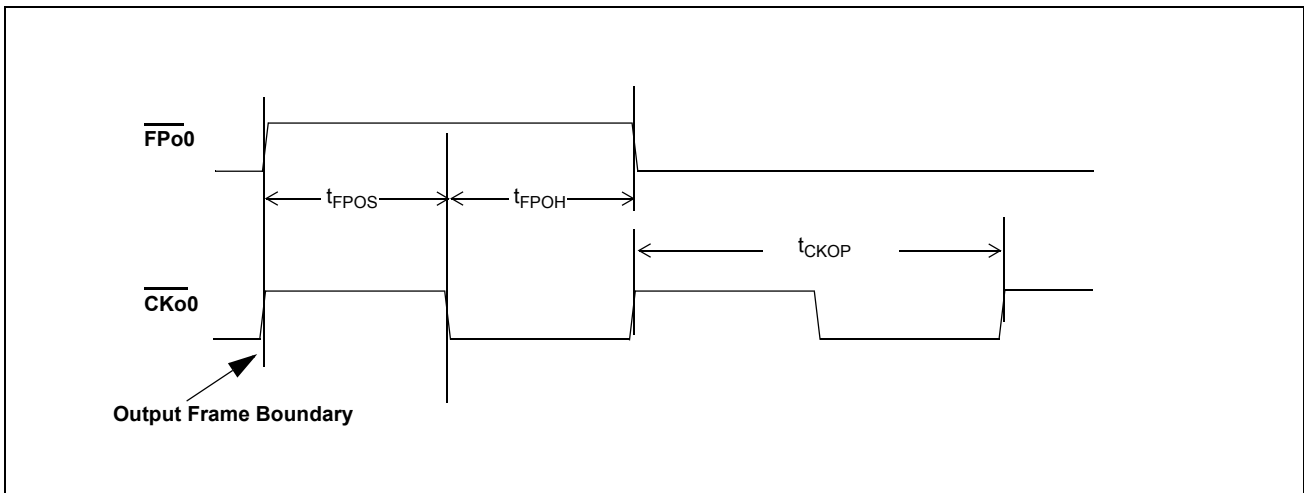 FPo0
tFPOS
tFPOH
tCKOP
CKo0
Output Frame Boundary